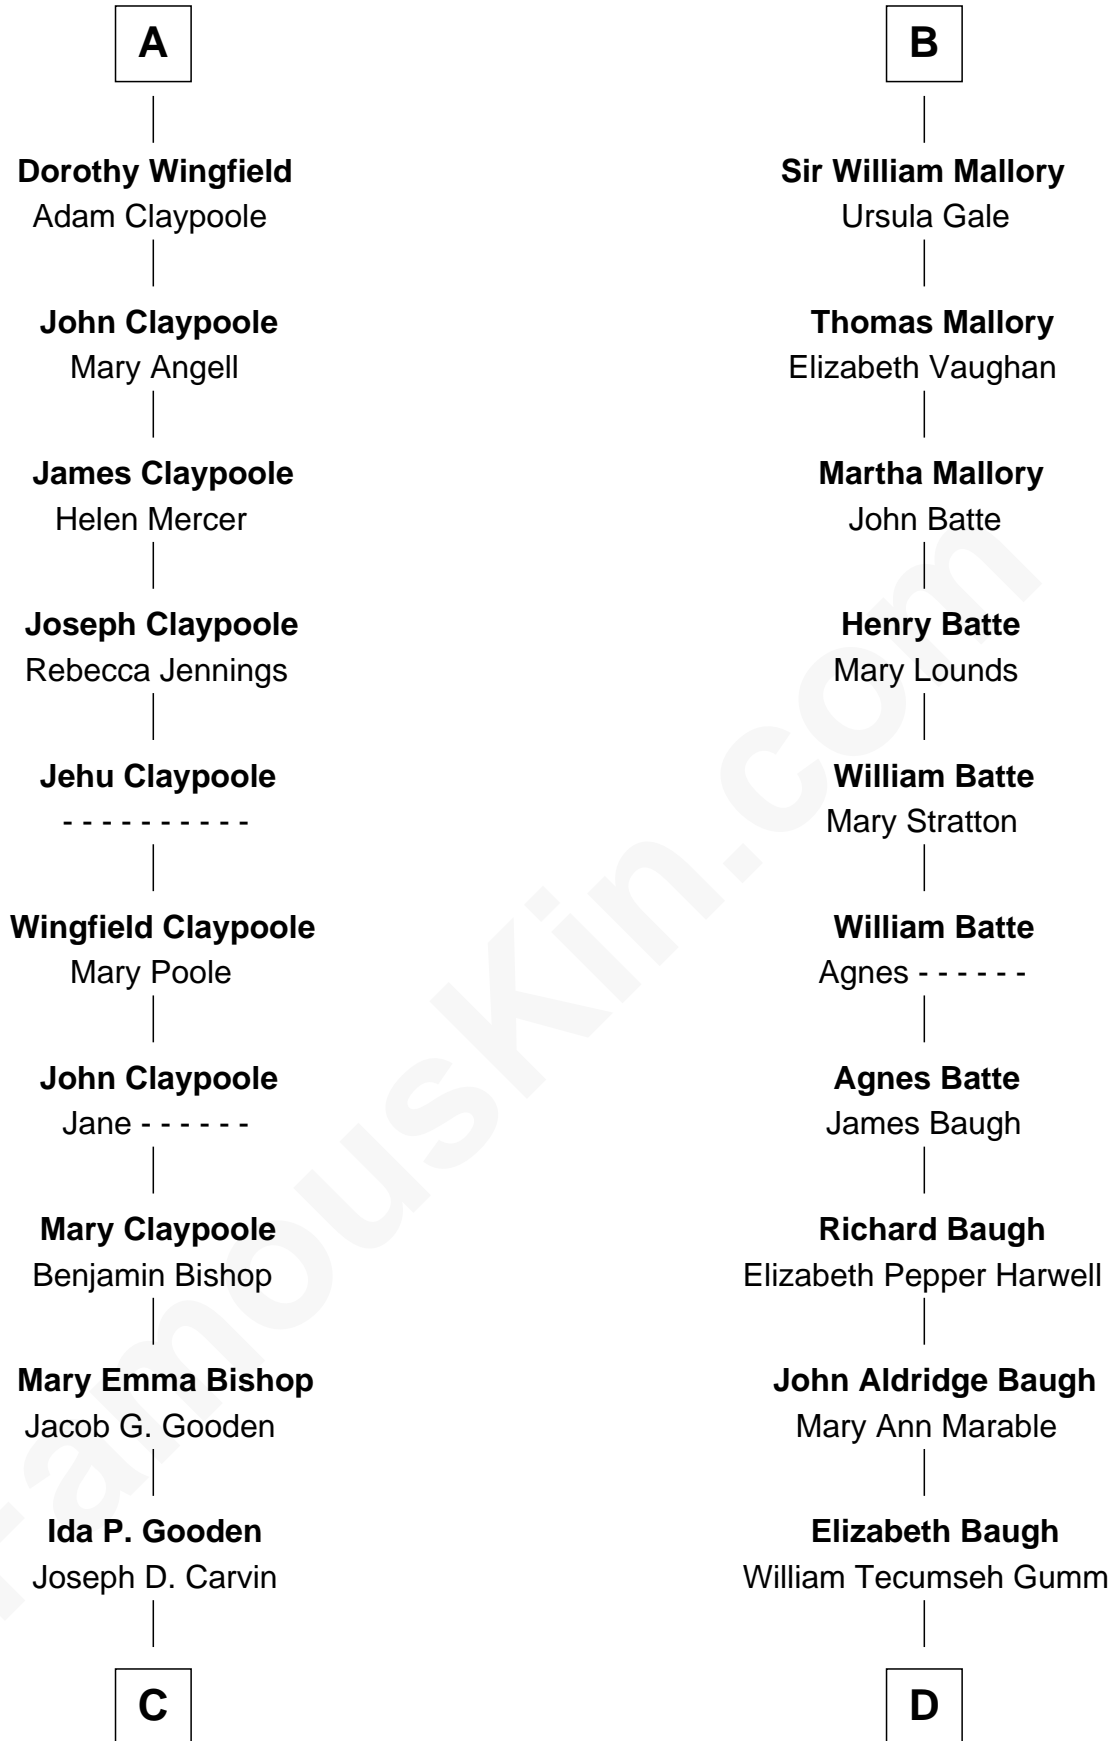 A
B
Dorothy Wingfield
Adam Claypoole
Sir William Mallory
Ursula Gale
John Claypoole
Mary Angell
Thomas Mallory
Elizabeth Vaughan
James Claypoole
Helen Mercer
Martha Mallory
John Batte
Joseph Claypoole
Rebecca Jennings
Henry Batte
Mary Lounds
Jehu Claypoole
- - - - - - - - - -
William Batte
Mary Stratton
Wingfield Claypoole
Mary Poole
William Batte
Agnes - - - - - -
John Claypoole
Jane - - - - - -
Agnes Batte
James Baugh
Mary Claypoole
Benjamin Bishop
Richard Baugh
Elizabeth Pepper Harwell
Mary Emma Bishop
Jacob G. Gooden
John Aldridge Baugh
Mary Ann Marable
Ida P. Gooden
Joseph D. Carvin
Elizabeth Baugh
William Tecumseh Gumm
C
D
FamousKin.com